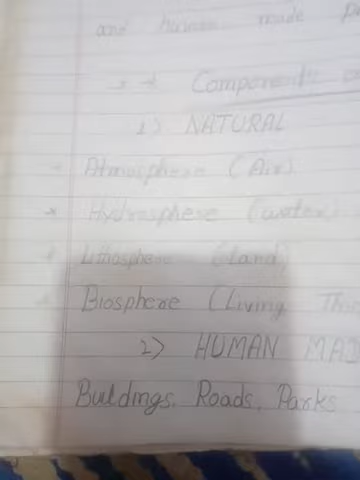 and human made
Components
1) NATURAL
Atmosphere (Air)
Hydrosphere (water)
Lithosphere (land)
Biosphere (Living
2) HUMAN
Buildings. Roads, Parks